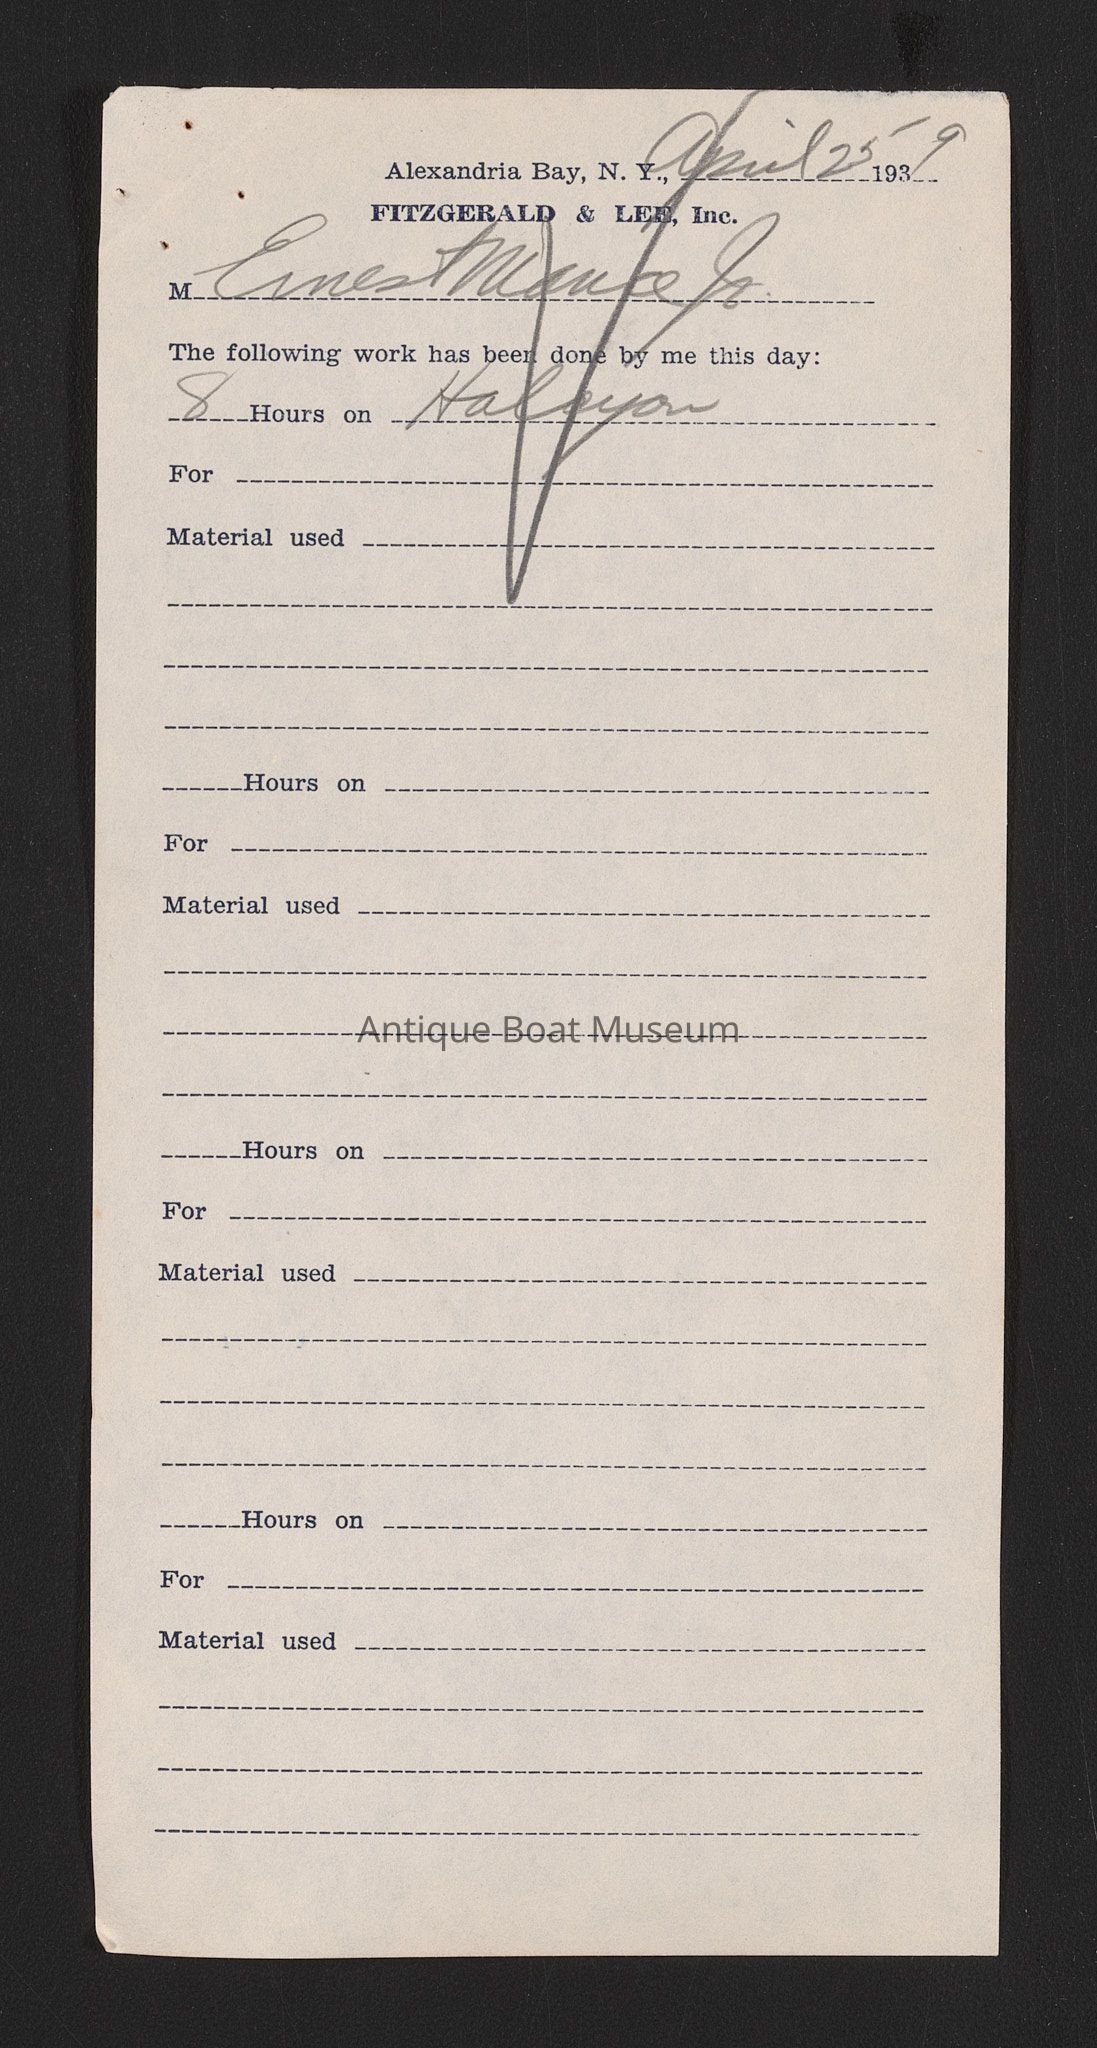 Alexandria Bay, N. Y., April 25 1939
FITZGERALD & LEE, Inc.
M Ernest Mance Jr.
The following work has been done by me this day:
8 Hours on Halcyon
For
Material used
Hours on
For
Material used
Antique Boat Museum
Hours on
For
Material used
Hours on
For
Material used